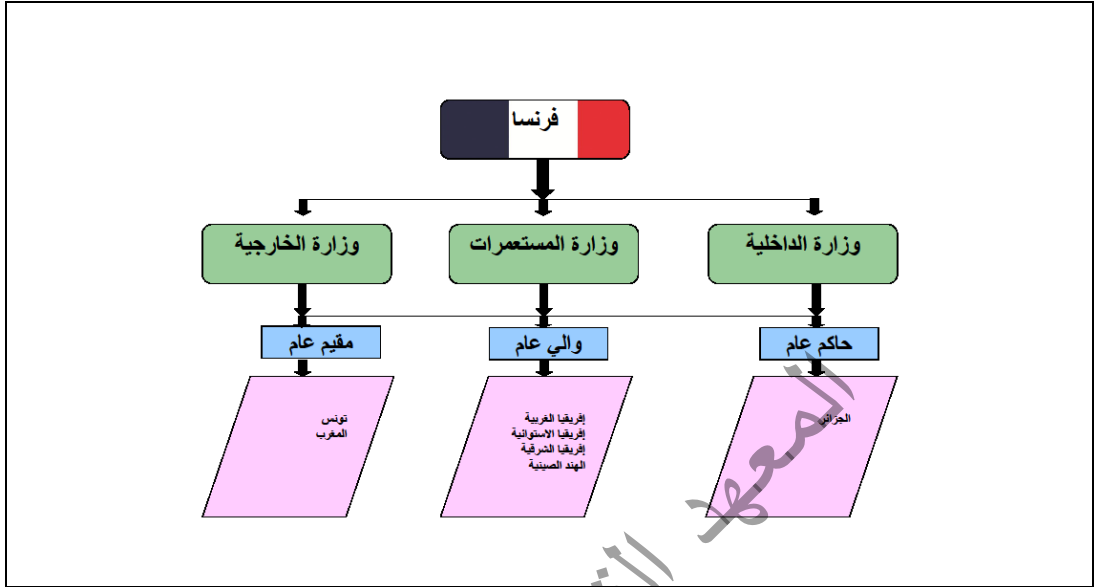 فرنسا
وزارة الداخلية
وزارة المستعمرات
وزارة الخارجية
حاكم عام
والي عام
مقيم عام
الجزائر
إفريقيا الغربية
إفريقيا الاستوائية
إفريقيا الشرقية
الهند الصينية
تونس
المغرب
المعهد